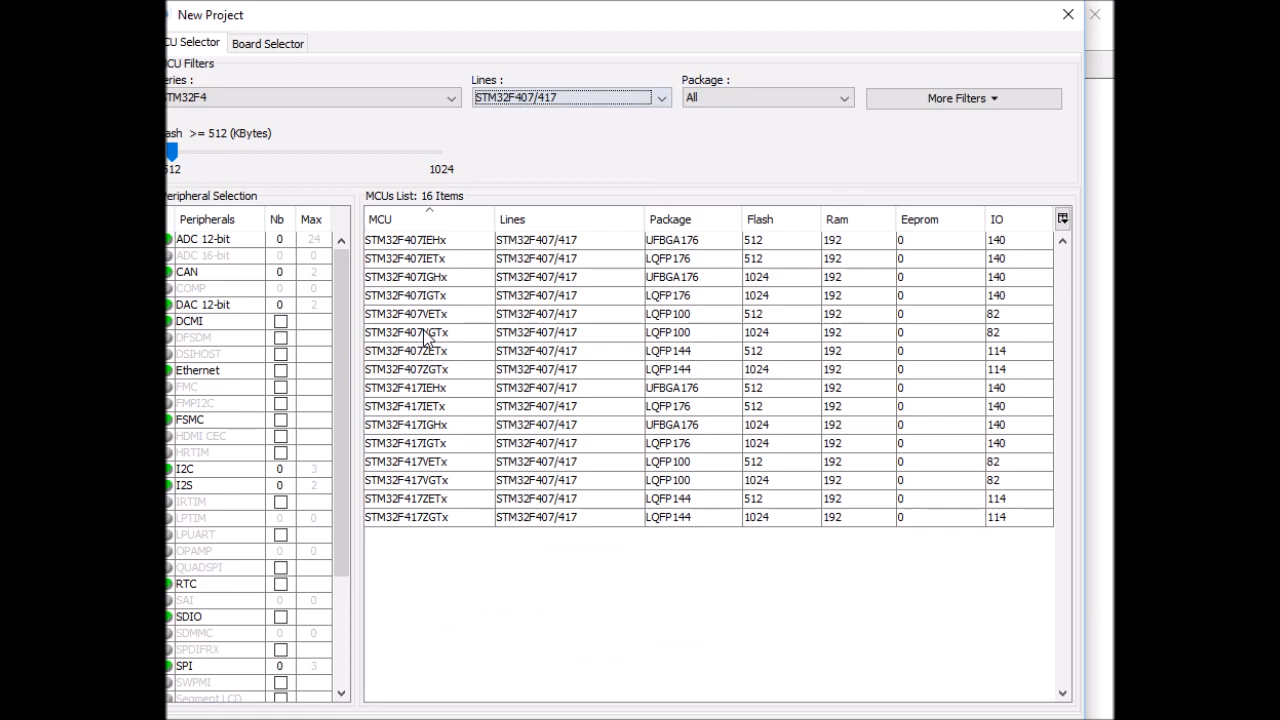 New Project
CU Selector Board Selector
CU Filters
eries : Lines : Package :
TM32F4 STM32F407/417 All More Filters
ash >= 512 (KBytes)
512 1024
eripheral Selection MCUs List: 16 Items
Peripherals Nb Max MCU Lines Package Flash Ram Eeprom IO
ADC 12-bit 0 24 STM32F407IEHx STM32F407/417 UFBGA176 512 192 0 140
ADC 16-bit 0 0 STM32F407IETx STM32F407/417 LQFP176 512 192 0 140
CAN 0 2 STM32F407IGHx STM32F407/417 UFBGA176 1024 192 0 140
COMP 0 0 STM32F407IGTx STM32F407/417 LQFP176 1024 192 0 140
DAC 12-bit 0 2 STM32F407VETx STM32F407/417 LQFP100 512 192 0 82
DCMI STM32F407VGTx STM32F407/417 LQFP100 1024 192 0 82
DFSDM STM32F407ZETx STM32F407/417 LQFP144 512 192 0 114
DSIHOST STM32F407ZGTx STM32F407/417 LQFP144 1024 192 0 114
Ethernet STM32F417IEHx STM32F407/417 UFBGA176 512 192 0 140
FMC STM32F417IETx STM32F407/417 LQFP176 512 192 0 140
FMPI2C STM32F417IGHx STM32F407/417 UFBGA176 1024 192 0 140
FSMC STM32F417IGTx STM32F407/417 LQFP176 1024 192 0 140
HDMI CEC STM32F417VETx STM32F407/417 LQFP100 512 192 0 82
HRTIM STM32F417VGTx STM32F407/417 LQFP100 1024 192 0 82
I2C 0 3 STM32F417ZETx STM32F407/417 LQFP144 512 192 0 114
I2S 0 2 STM32F417ZGTx STM32F407/417 LQFP144 1024 192 0 114
IRTIM
LPTIM 0 0
LPUART
OPAMP 0 0
QUADSPI
RTC
SAI 0 0
SDIO
SDMMC 0 0
SPDIFRX
SPI 0 3
SWPMI
Segment LCD